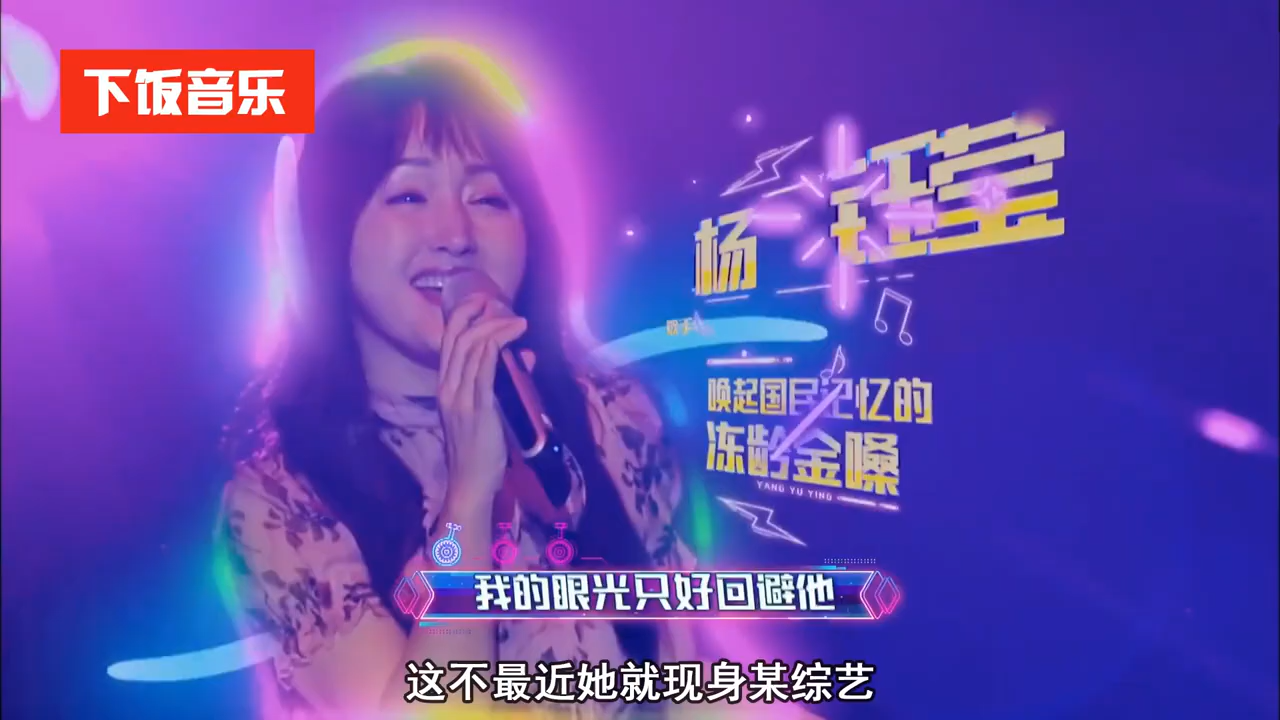 下饭音乐
杨钰莹
歌手
唤起国民记忆的
冻龄金嗓
YANG YU YING
我的眼光只好回避他
这不最近她就现身某综艺